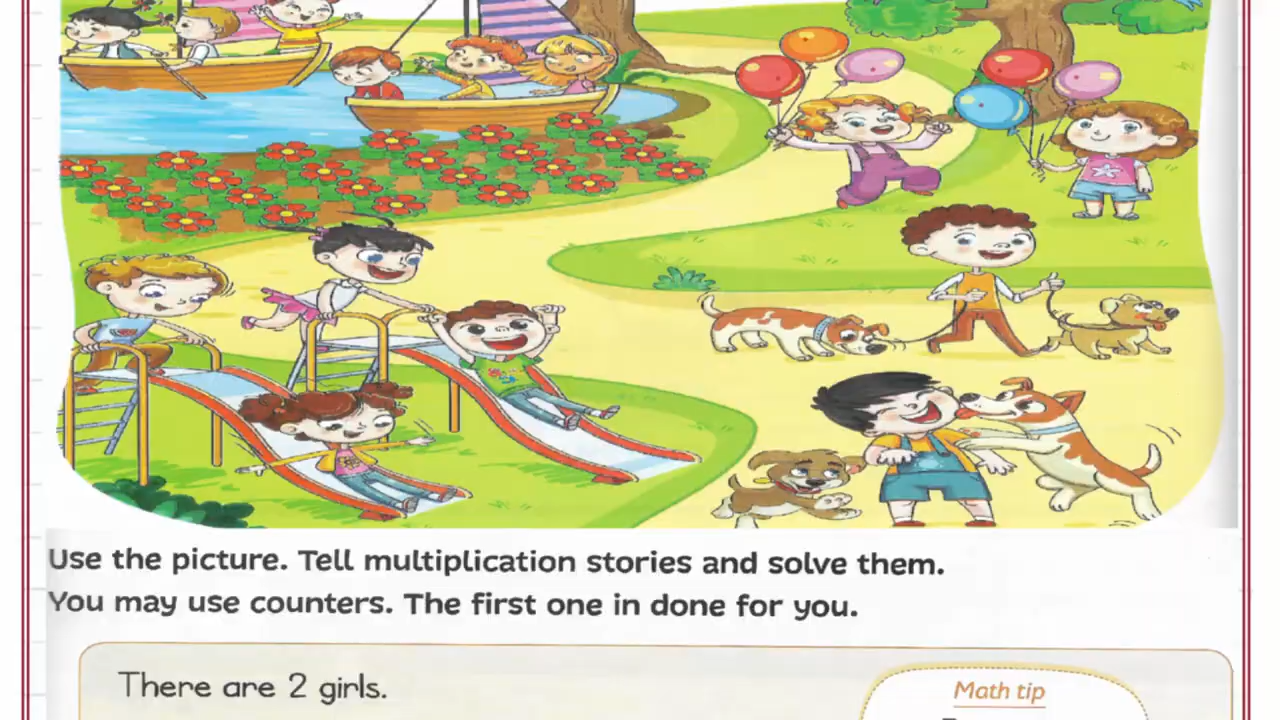 Use the picture. Tell multiplication stories and solve them.
You may use counters. The first one in done for you.
There are 2 girls.
Math tip